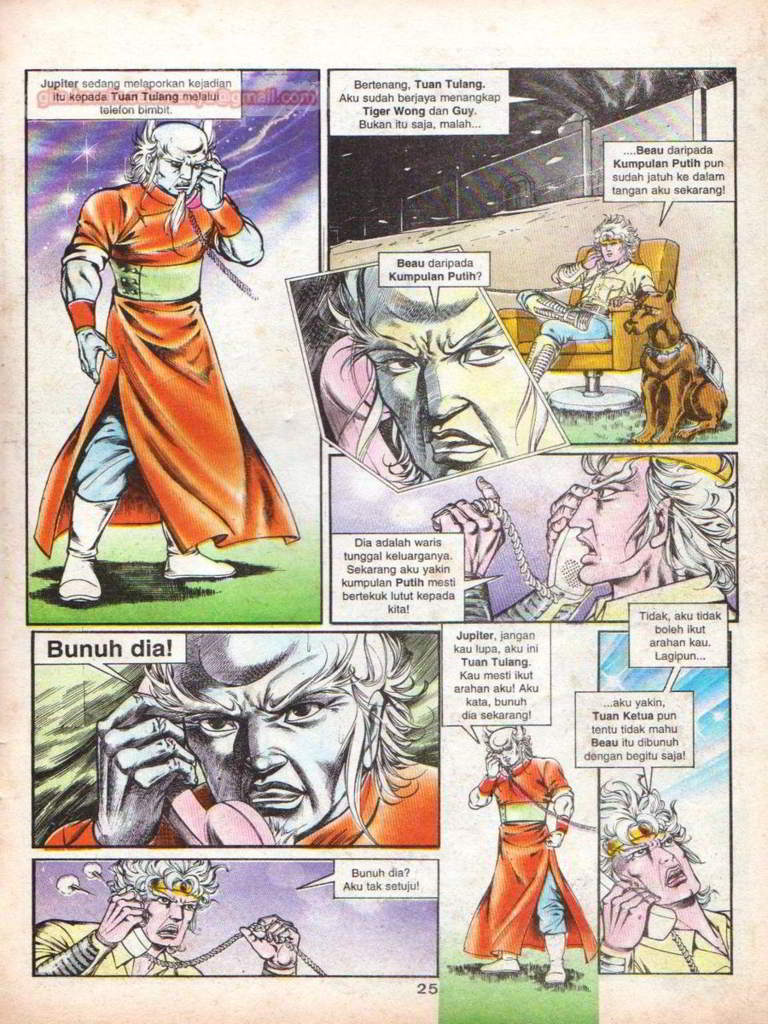 Jupiter sedang melaporkan kejadian
itu kepada Tuan Tulang melalui
telefon bimbit.
gmail.com
Bertenang, Tuan Tulang.
Aku sudah berjaya menangkap
Tiger Wong dan Guy.
Bukan itu saja, malah...
....Beau daripada
Kumpulan Putih pun
sudah jatuh ke dalam
tangan aku sekarang!
Beau daripada
Kumpulan Putih?
Dia adalah waris
tunggal keluarganya.
Sekarang aku yakin
kumpulan Putih mesti
bertekuk lutut kepada
kita!
Bunuh dia!
Bunuh dia?
Aku tak setuju!
Jupiter, jangan
kau lupa, aku ini
Tuan Tulang.
Kau mesti ikut
arahan aku! Aku
kata, bunuh
dia sekarang!
Tidak, aku tidak
boleh ikut
arahan kau.
Lagipun...
...aku yakin,
Tuan Ketua pun
tentu tidak mahu
Beau itu dibunuh
dengan begitu saja!
25